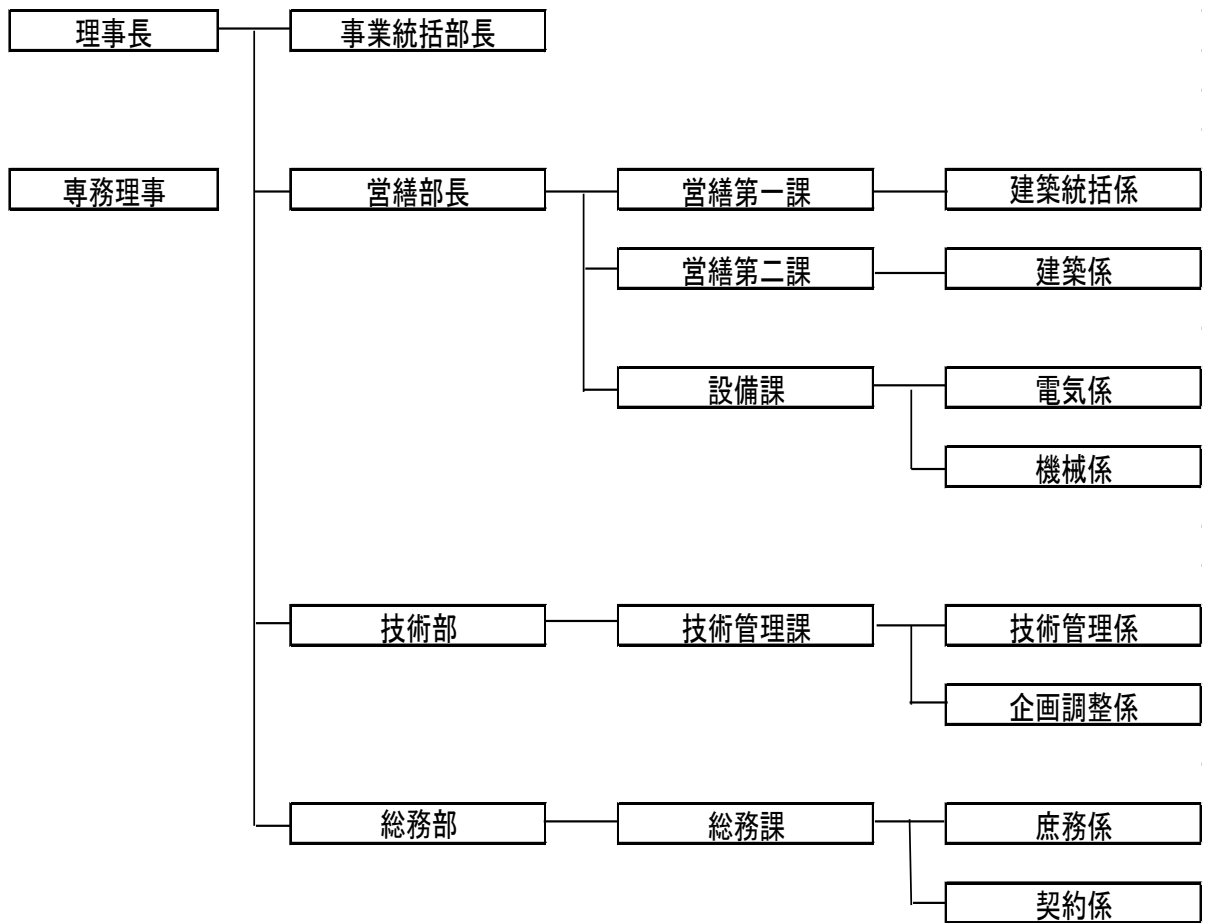 理事長
事業統括部長
専務理事
営繕部長
営繕第一課
建築統括係
営繕第二課
建築係
設備課
電気係
機械係
技術部
技術管理課
技術管理係
企画調整係
総務部
総務課
庶務係
契約係